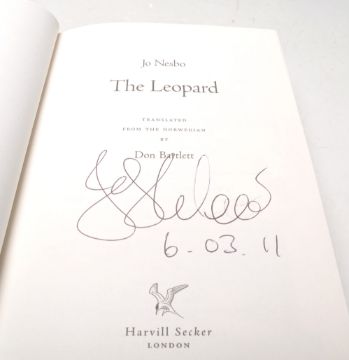 Jo Nesbo
The Leopard
TRANSLATED
FROM THE NORWEGIAN
BY
Don Bartlett
6.03.11
Harvill Secker
LONDON